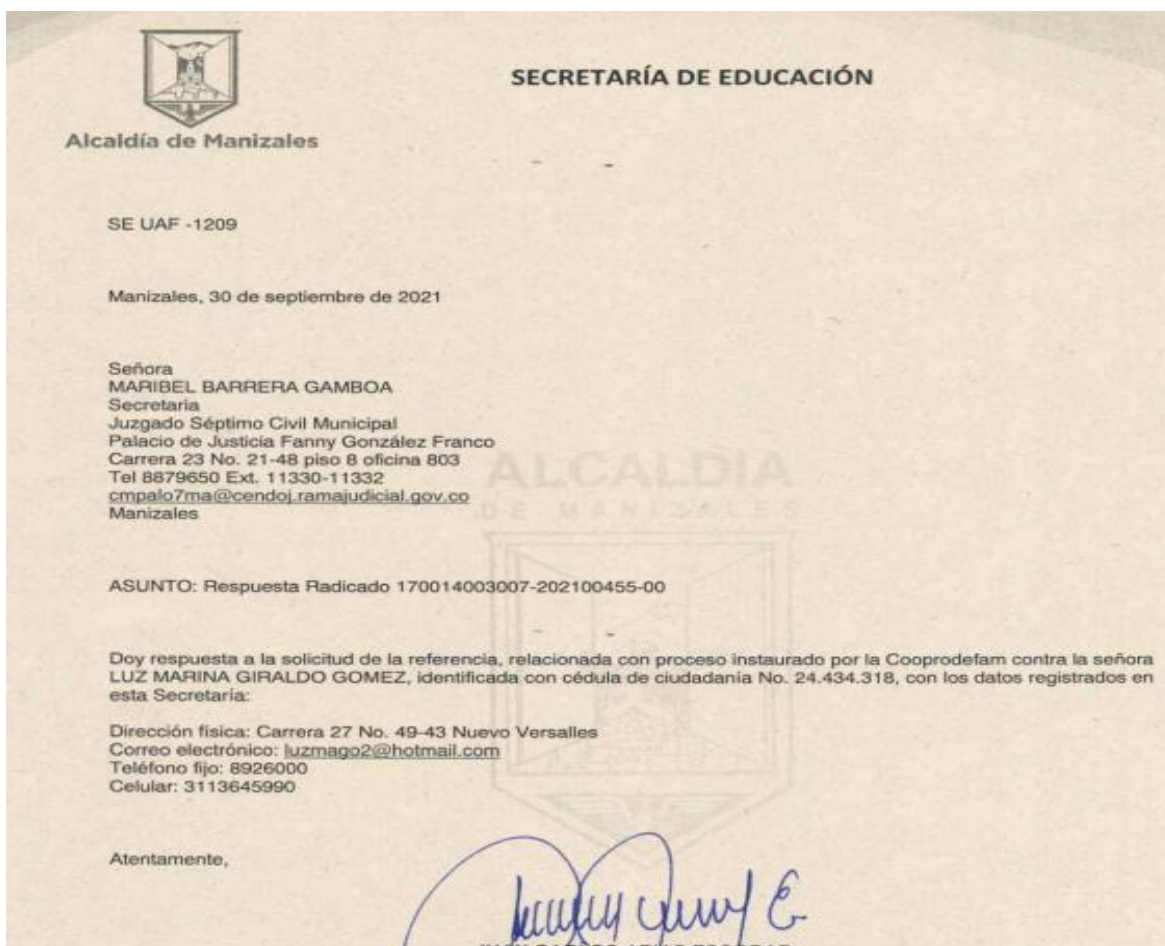 Alcaldía de Manizales
SECRETARÍA DE EDUCACIÓN
SE UAF -1209
Manizales, 30 de septiembre de 2021
Señora
MARIBEL BARRERA GAMBOA
Secretaria
Juzgado Séptimo Civil Municipal
Palacio de Justicia Fanny González Franco
Carrera 23 No. 21-48 piso 8 oficina 803
Tel 8879650 Ext. 11330-11332
cmpalo7ma@cendoj.ramajudicial.gov.co
Manizales
ALCALDIA
DE MANIZALES
ASUNTO: Respuesta Radicado 170014003007-202100455-00
Doy respuesta a la solicitud de la referencia, relacionada con proceso instaurado por la Cooprodefam contra la señora
LUZ MARINA GIRALDO GOMEZ, identificada con cédula de ciudadanía No. 24.434.318, con los datos registrados en
esta Secretaría:
Dirección física: Carrera 27 No. 49-43 Nuevo Versalles
Correo electrónico: luzmago2@hotmail.com
Teléfono fijo: 8926000
Celular: 3113645990
Atentamente,